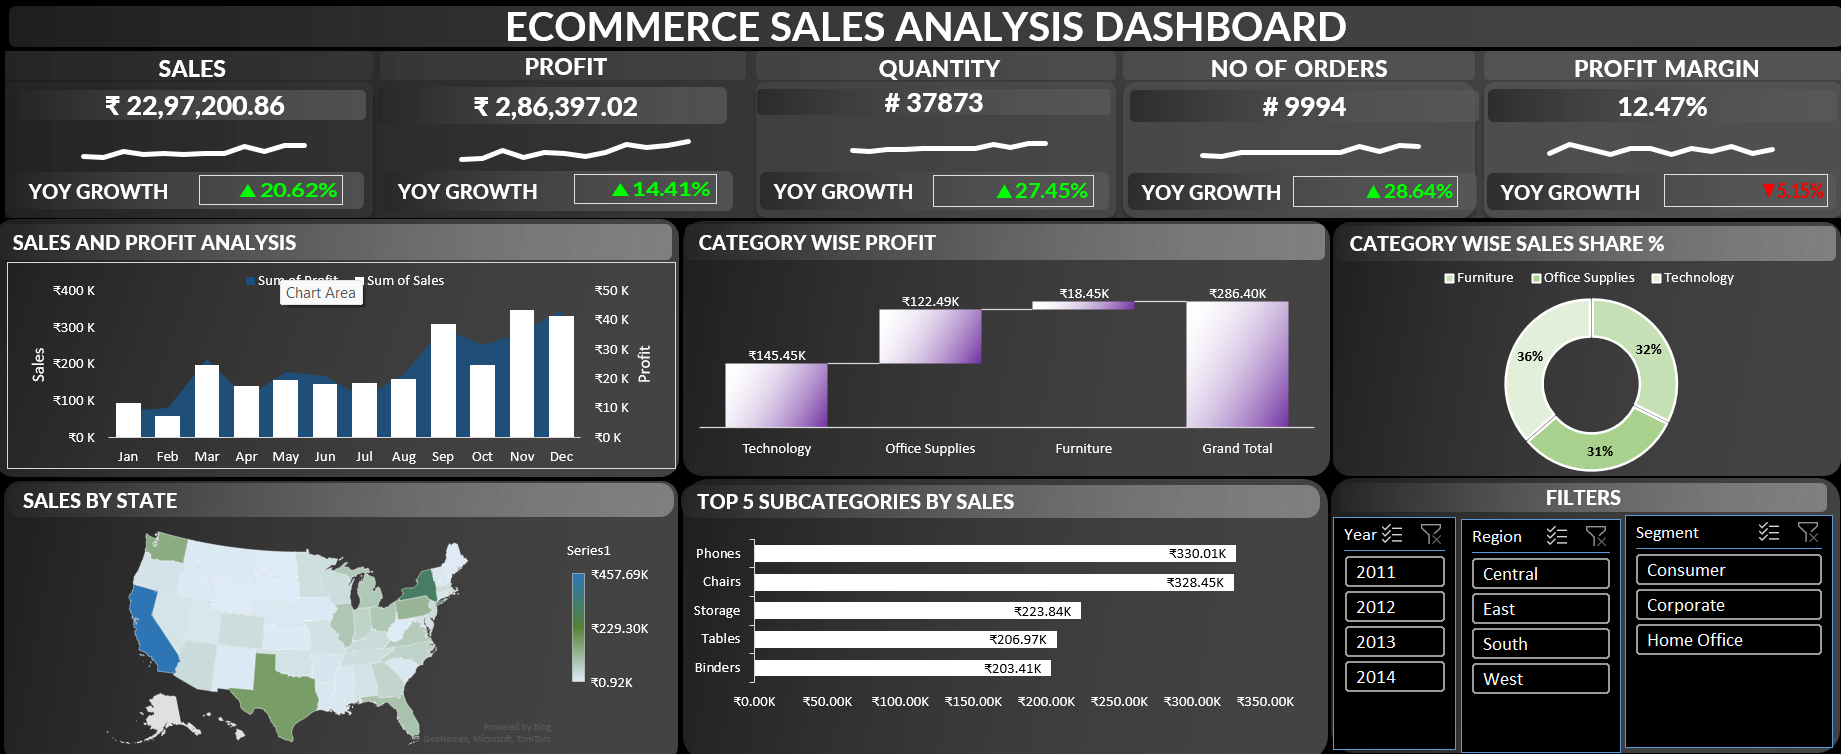 ECOMMERCE SALES ANALYSIS DASHBOARD
SALES
₹ 22,97,200.86
YOY GROWTH ▲20.62%
PROFIT
₹ 2,86,397.02
YOY GROWTH ▲14.41%
QUANTITY
# 37873
YOY GROWTH ▲27.45%
NO OF ORDERS
# 9994
YOY GROWTH ▲28.64%
PROFIT MARGIN
12.47%
YOY GROWTH ▼5.15%
SALES AND PROFIT ANALYSIS
Sum of Profit Sum of Sales
Chart Area
₹400 K
₹300 K
₹200 K
₹100 K
₹0 K
Sales
₹50 K
₹40 K
₹30 K
₹20 K
₹10 K
₹0 K
Profit
Jan Feb Mar Apr May Jun Jul Aug Sep Oct Nov Dec
CATEGORY WISE PROFIT
₹145.45K
₹122.49K
₹18.45K
₹286.40K
Technology Office Supplies Furniture Grand Total
CATEGORY WISE SALES SHARE %
Furniture Office Supplies Technology
36%
32%
31%
SALES BY STATE
Series1
₹457.69K
₹229.30K
₹0.92K
Powered by Bing
GeoNames, Microsoft, TomTom
TOP 5 SUBCATEGORIES BY SALES
Phones ₹330.01K
Chairs ₹328.45K
Storage ₹223.84K
Tables ₹206.97K
Binders ₹203.41K
₹0.00K ₹50.00K ₹100.00K ₹150.00K ₹200.00K ₹250.00K ₹300.00K ₹350.00K
FILTERS
Year
2011
2012
2013
2014
Region
Central
East
South
West
Segment
Consumer
Corporate
Home Office